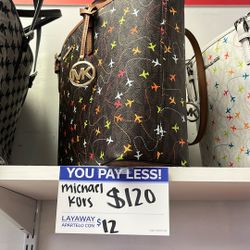 MK
YOU PAY LESS!
michael
kors
$120
LAYAWAY
APARTELO CON
$12